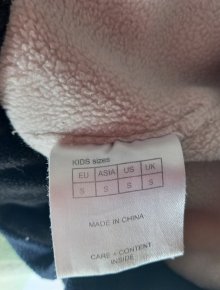 KIDS sizes
EU ASIA US UK
S S S S
MADE IN CHINA
CARE + CONTENT
INSIDE